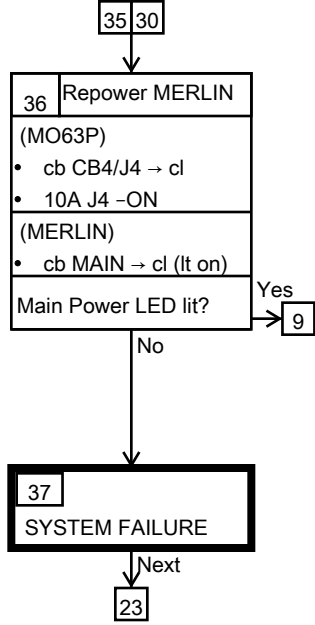 35 30
36 Repower MERLIN
(MO63P)
• cb CB4/J4 → cl
• 10A J4 −ON
(MERLIN)
• cb MAIN → cl (lt on)
Main Power LED lit?
Yes
9
No
37
SYSTEM FAILURE
Next
23